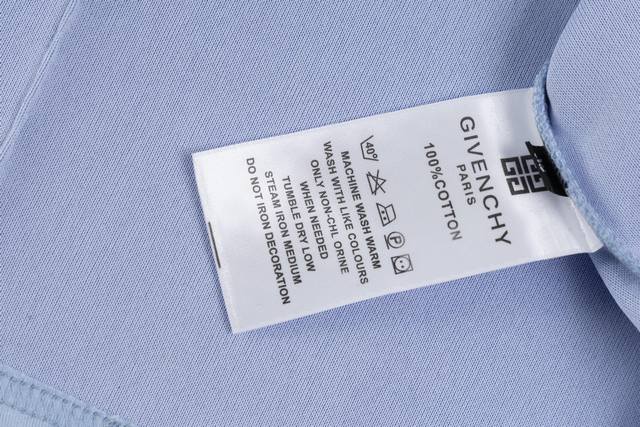 GIVENCHY
PARIS
100%COTTON
40°
P
MACHINE WASH WARM
WASH WITH LIKE COLOURS
ONLY NON-CHL ORINE
WHEN NEEDED
TUMBLE DRY LOW
STEAM IRON MEDIUM
DO NOT IRON DECORATION